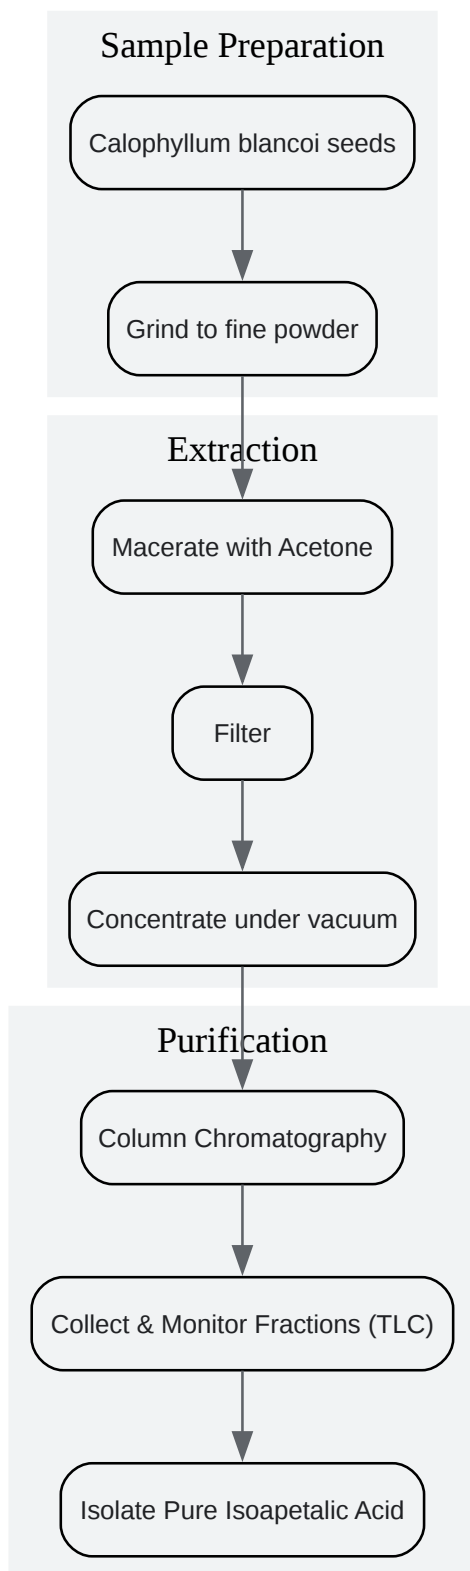 Sample Preparation
Calophyllum blancoi seeds
Grind to fine powder
Extraction
Macerate with Acetone
Filter
Concentrate under vacuum
Purification
Column Chromatography
Collect & Monitor Fractions (TLC)
Isolate Pure Isoapetalic Acid